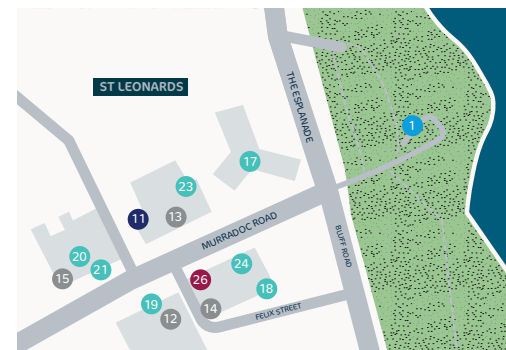 1
ST LEONARDS
THE ESPLANADE
17
23
11
13
MURRADOC ROAD
BLUFF ROAD
20
21
15
24
26
18
19
14
12
FELIX STREET